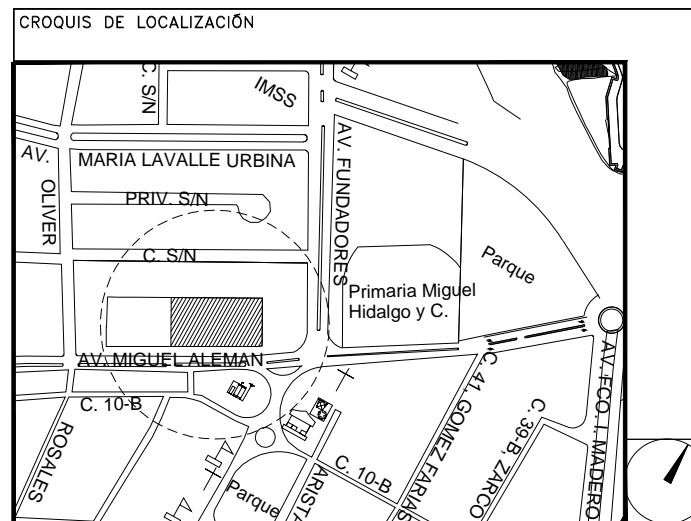 CROQUIS DE LOCALIZACIÓN
C. S/N
IMSS
AV.
OLIVER
MARIA LAVALLE URBINA
AV. FUNDADORES
PRIV. S/N
C. S/N
Parque
Primaria Miguel
Hidalgo y C.
AV. MIGUEL ALEMAN
C. 10-B
ROSALES
C. 41, GOMEZ FARIAS
C. 39-B, ZARCO
AV. FCO. I. MADERO
C. 10-B
Parque
ARISTA